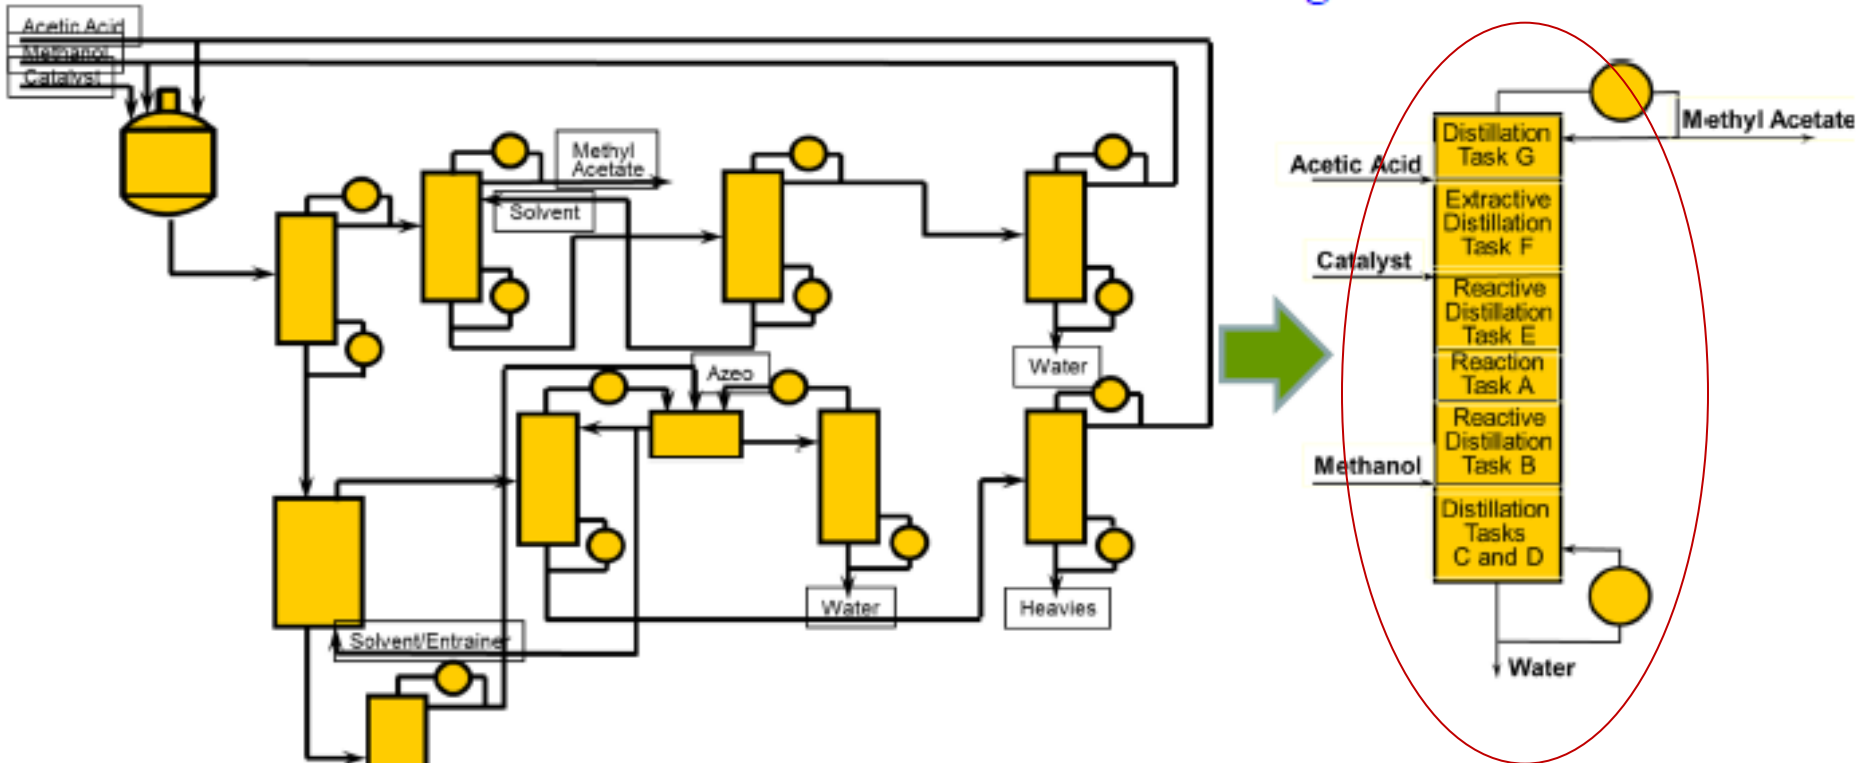 Acetic Acid
Methanol
Catalyst
Methyl
Acetate
Solvent
Water
Azeo
Water
Heavies
Solvent/Entrainer
Methyl Acetate
Distillation
Task G
Acetic Acid
Extractive
Distillation
Task F
Catalyst
Reactive
Distillation
Task E
Reaction
Task A
Reactive
Distillation
Task B
Methanol
Distillation
Tasks
C and D
Water